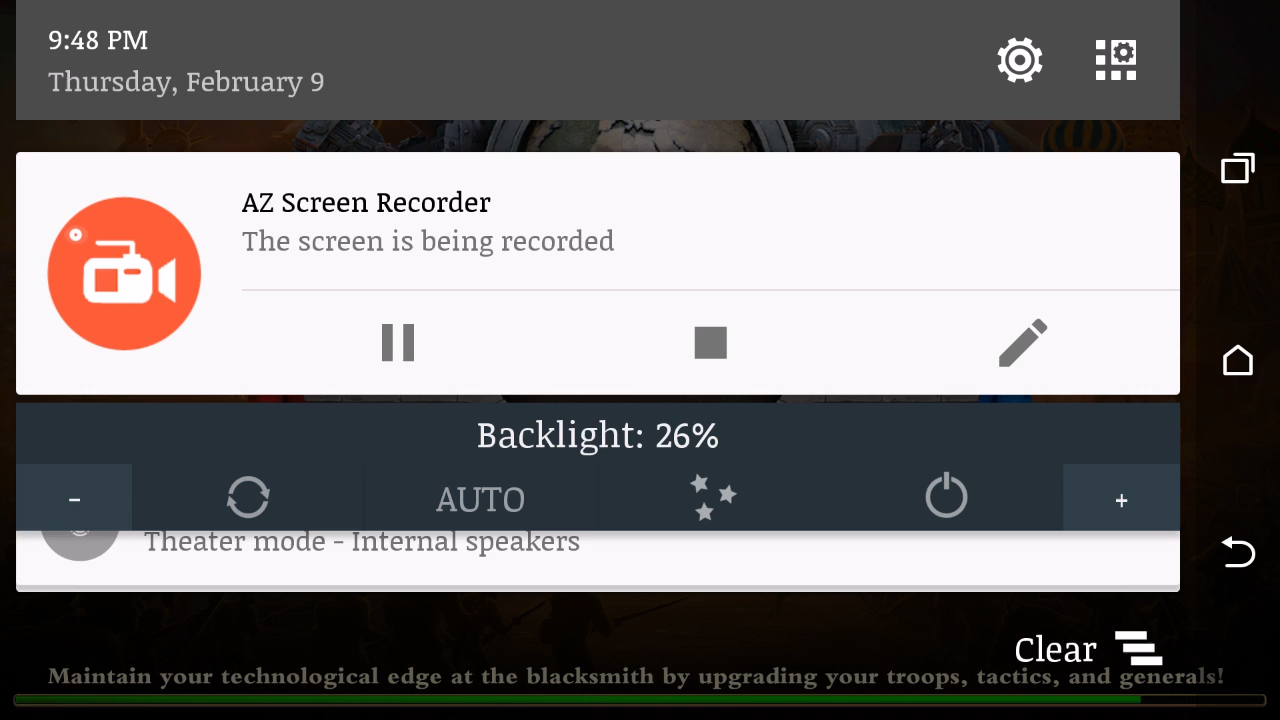 9:48 PM
Thursday, February 9
AZ Screen Recorder
The screen is being recorded
Backlight: 26%
- AUTO +
Theater mode - Internal speakers
Clear
Maintain your technological edge at the blacksmith by upgrading your troops, tactics, and generals!